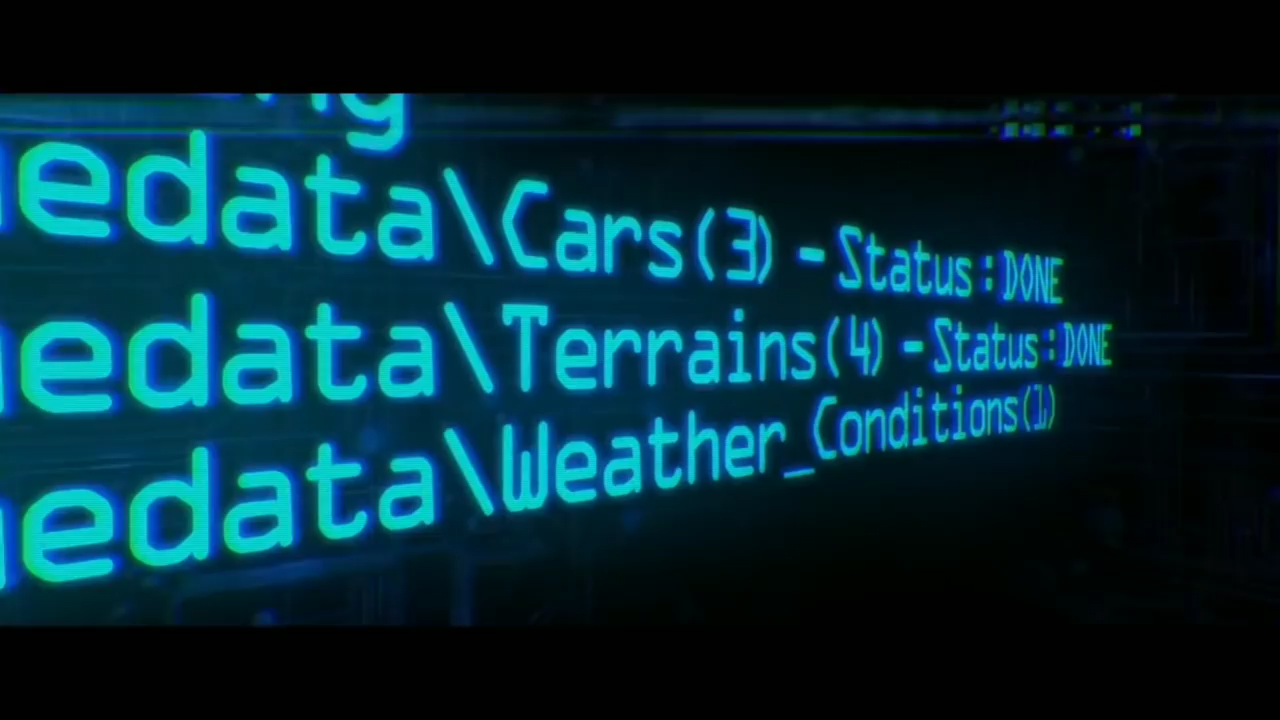 edata\Cars(3) - Status:DONE
edata\Terrains(4) - Status:DONE
edata\Weather_Conditions(1)